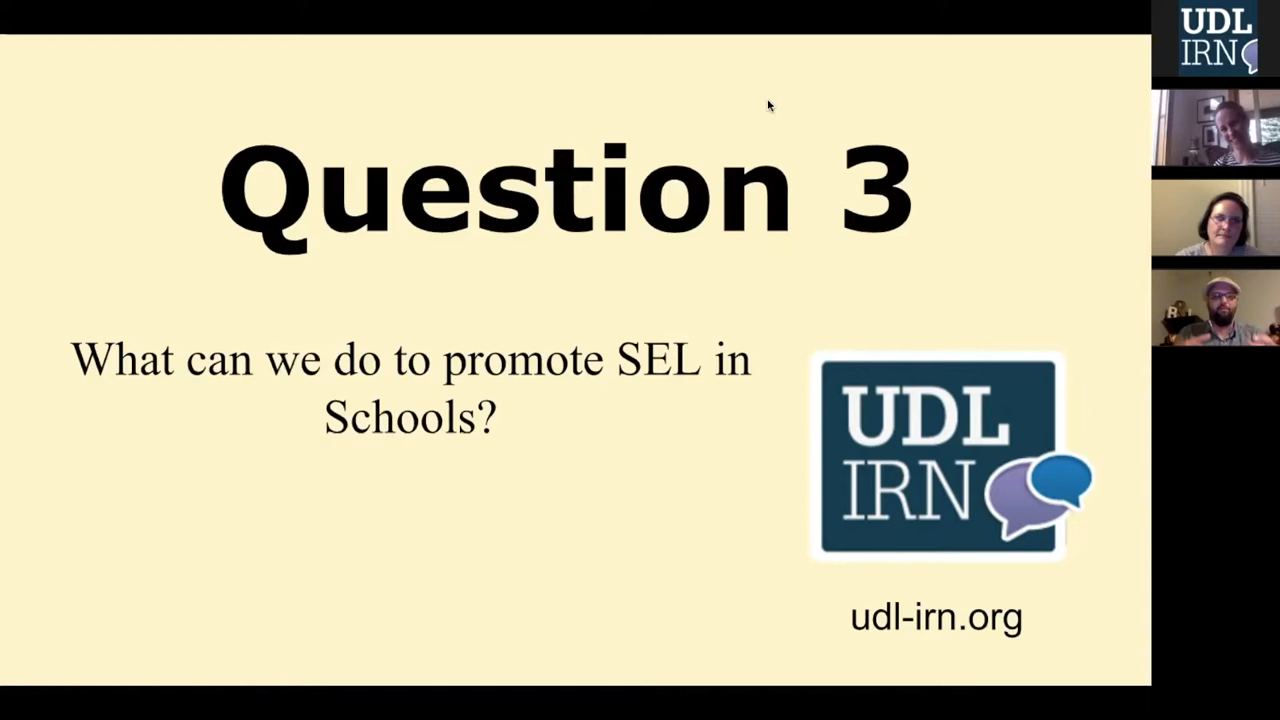 Question 3
What can we do to promote SEL in
Schools?
UDL
IRN
udl-irn.org
UDL
IRN